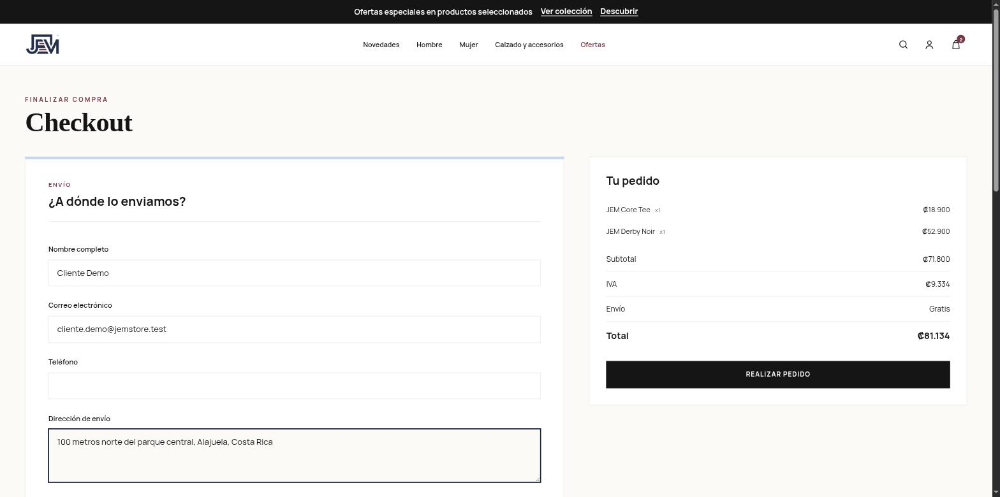 Ofertas especiales en productos seleccionados Ver colección Descubrir
JEM Novedades Hombre Mujer Calzado y accesorios Ofertas 2
FINALIZAR COMPRA
Checkout
ENVÍO
¿A dónde lo enviamos?
Nombre completo
Cliente Demo
Correo electrónico
cliente.demo@jemstore.test
Teléfono
Dirección de envío
100 metros norte del parque central, Alajuela, Costa Rica
Tu pedido
JEM Core Tee x1 ₡18.900
JEM Derby Noir x1 ₡52.900
Subtotal ₡71.800
IVA ₡9.334
Envío Gratis
Total ₡81.134
REALIZAR PEDIDO